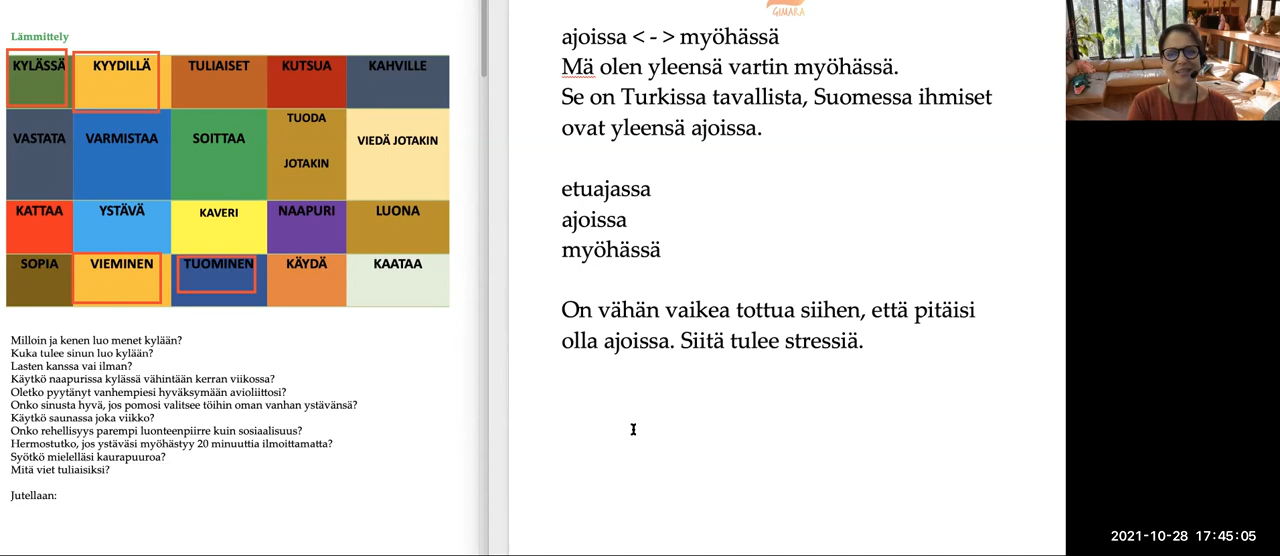 Lämmittely
KYLÄSSÄ KYYDILLÄ TULIAISET KUTSUA KAHVILLE
VASTATA VARMISTAA SOITTAA TUODA JOTAKIN VIEDÄ JOTAKIN
KATTAA YSTÄVÄ KAVERI NAAPURI LUONA
SOPIA VIEMINEN TUOMINEN KÄYDÄ KAATAA
Milloin ja kenen luo menet kylään?
Kuka tulee sinun luo kylään?
Lasten kanssa vai ilman?
Käytkö naapurissa kylässä vähintään kerran viikossa?
Oletko pyytänyt vanhempiesi hyväksymään avioliittosi?
Onko sinusta hyvä, jos pomosi valitsee töihin oman vanhan ystävänsä?
Käytkö saunassa joka viikko?
Onko rehellisyys parempi luonteenpiirre kuin sosiaalisuus?
Hermostutko, jos ystäväsi myöhästyy 20 minuuttia ilmoittamatta?
Syötkö mielelläsi kaurapuuroa?
Mitä viet tuliaisiksi?
Jutellaan:
GIMARA
ajoissa < - > myöhässä
Mä olen yleensä vartin myöhässä.
Se on Turkissa tavallista, Suomessa ihmiset
ovat yleensä ajoissa.
etuajassa
ajoissa
myöhässä
On vähän vaikea tottua siihen, että pitäisi
olla ajoissa. Siitä tulee stressiä.
2021-10-28 17:45:05